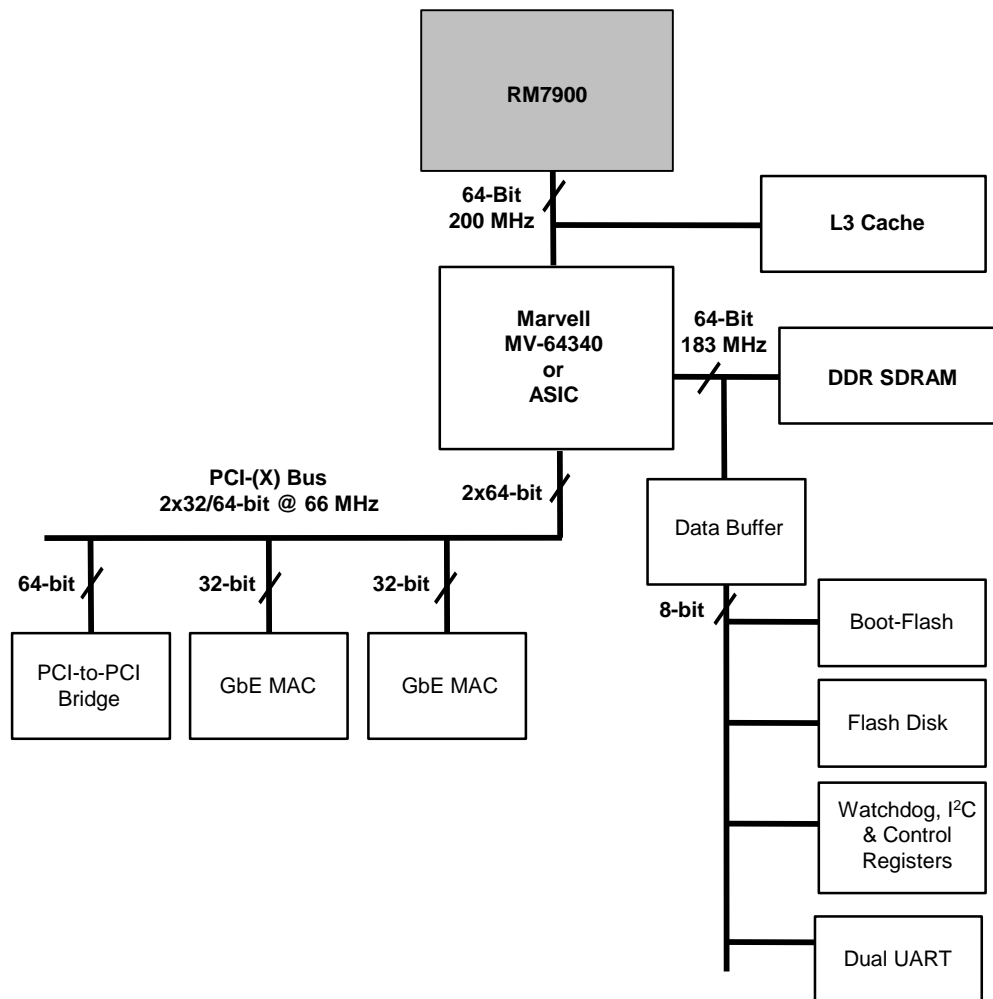 RM7900
64-Bit
200 MHz
L3 Cache
Marvell
MV-64340
or
ASIC
64-Bit
183 MHz
DDR SDRAM
PCI-(X) Bus
2x32/64-bit @ 66 MHz
2x64-bit
Data Buffer
64-bit
32-bit
32-bit
8-bit
PCI-to-PCI
Bridge
GbE MAC
GbE MAC
Boot-Flash
Flash Disk
Watchdog, I²C
& Control
Registers
Dual UART